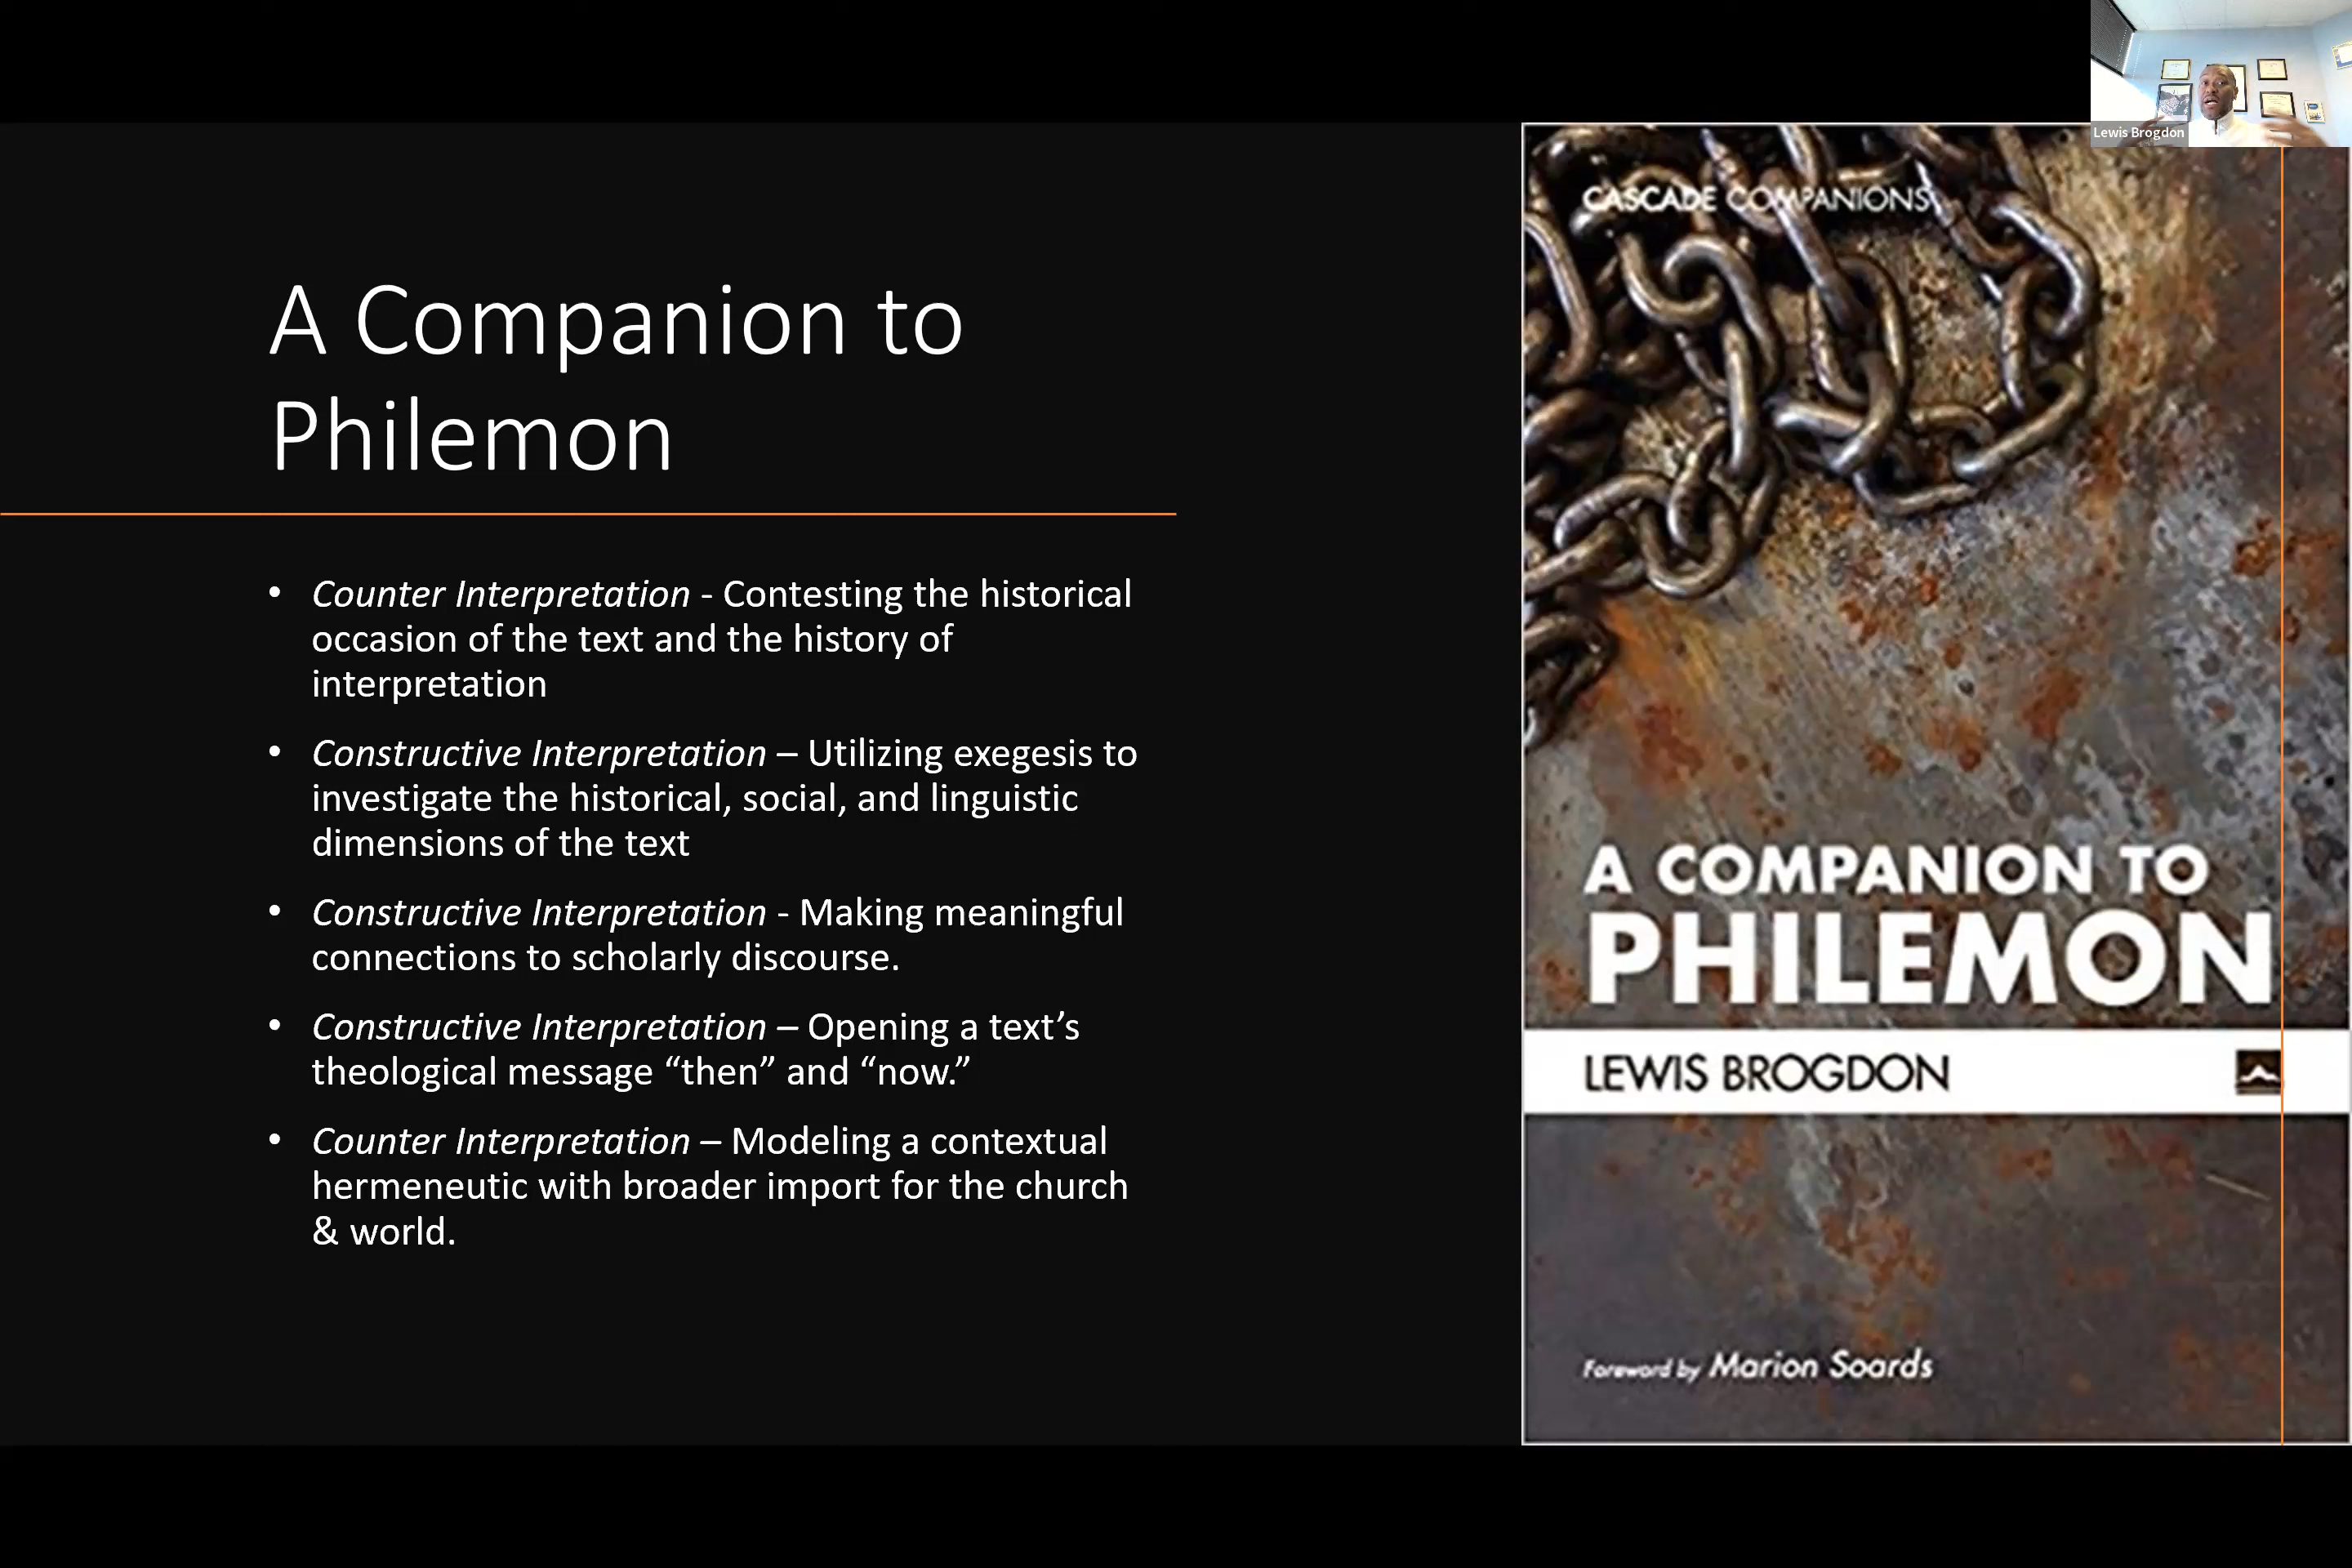 Lewis Brogdon
A Companion to
Philemon
• Counter Interpretation - Contesting the historical
occasion of the text and the history of
interpretation
• Constructive Interpretation – Utilizing exegesis to
investigate the historical, social, and linguistic
dimensions of the text
• Constructive Interpretation - Making meaningful
connections to scholarly discourse.
• Constructive Interpretation – Opening a text’s
theological message “then” and “now.”
• Counter Interpretation – Modeling a contextual
hermeneutic with broader import for the church
& world.
CASCADE COMPANIONS
A COMPANION TO
PHILEMON
LEWIS BROGDON
Foreword by Marion Soards